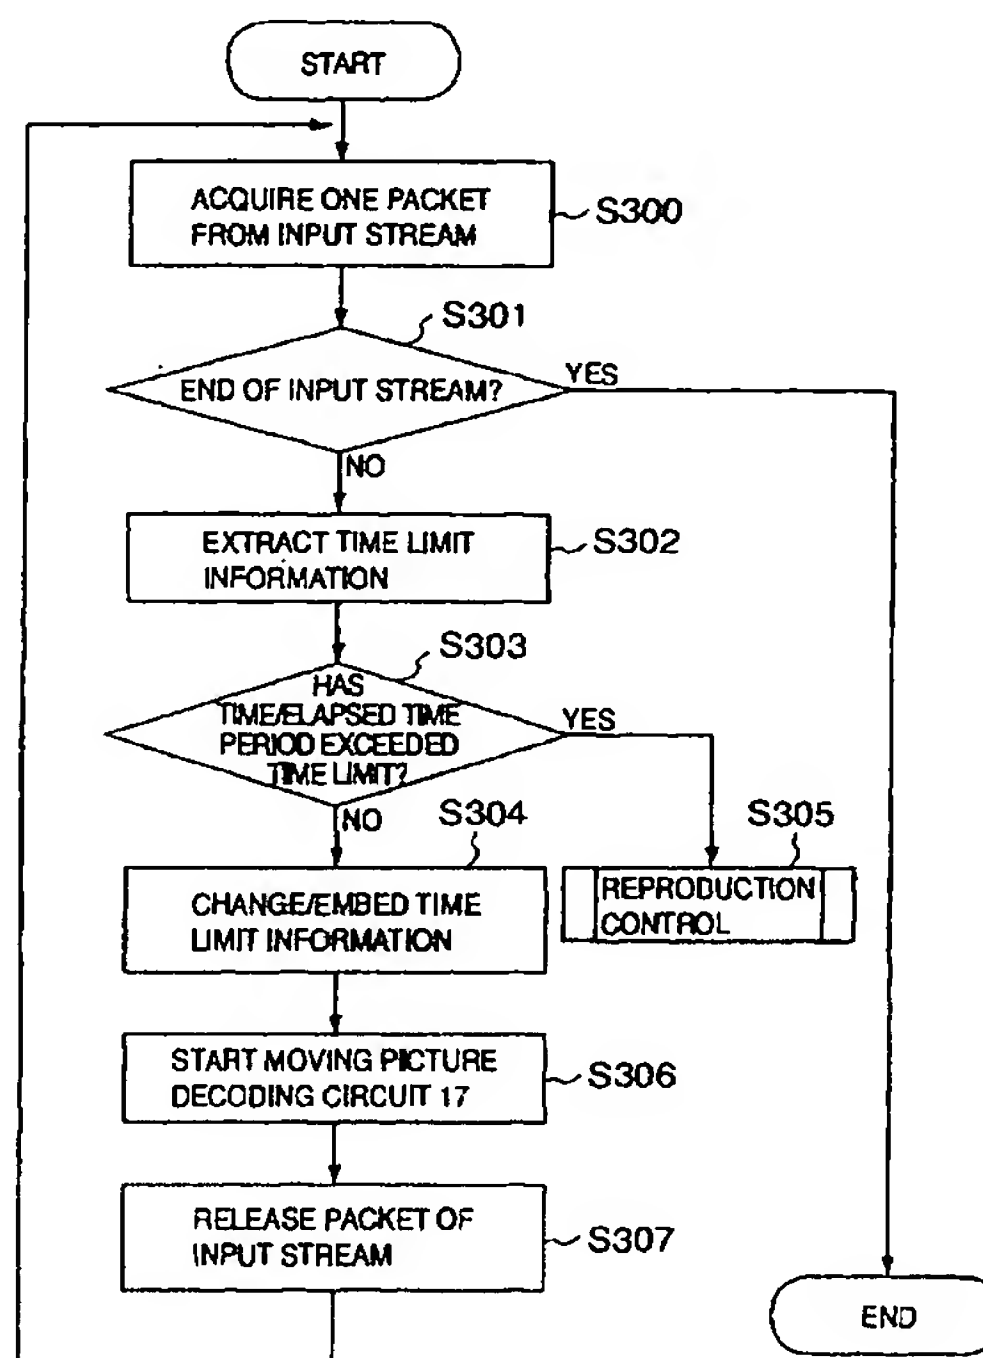 START
ACQUIRE ONE PACKET
FROM INPUT STREAM
S300
S301
END OF INPUT STREAM?
YES
NO
EXTRACT TIME LIMIT
INFORMATION
S302
S303
HAS
TIME/ELAPSED TIME
PERIOD EXCEEDED
TIME LIMIT?
YES
NO
S304
S305
CHANGE/EMBED TIME
LIMIT INFORMATION
REPRODUCTION
CONTROL
START MOVING PICTURE
DECODING CIRCUIT 17
S306
RELEASE PACKET OF
INPUT STREAM
S307
END